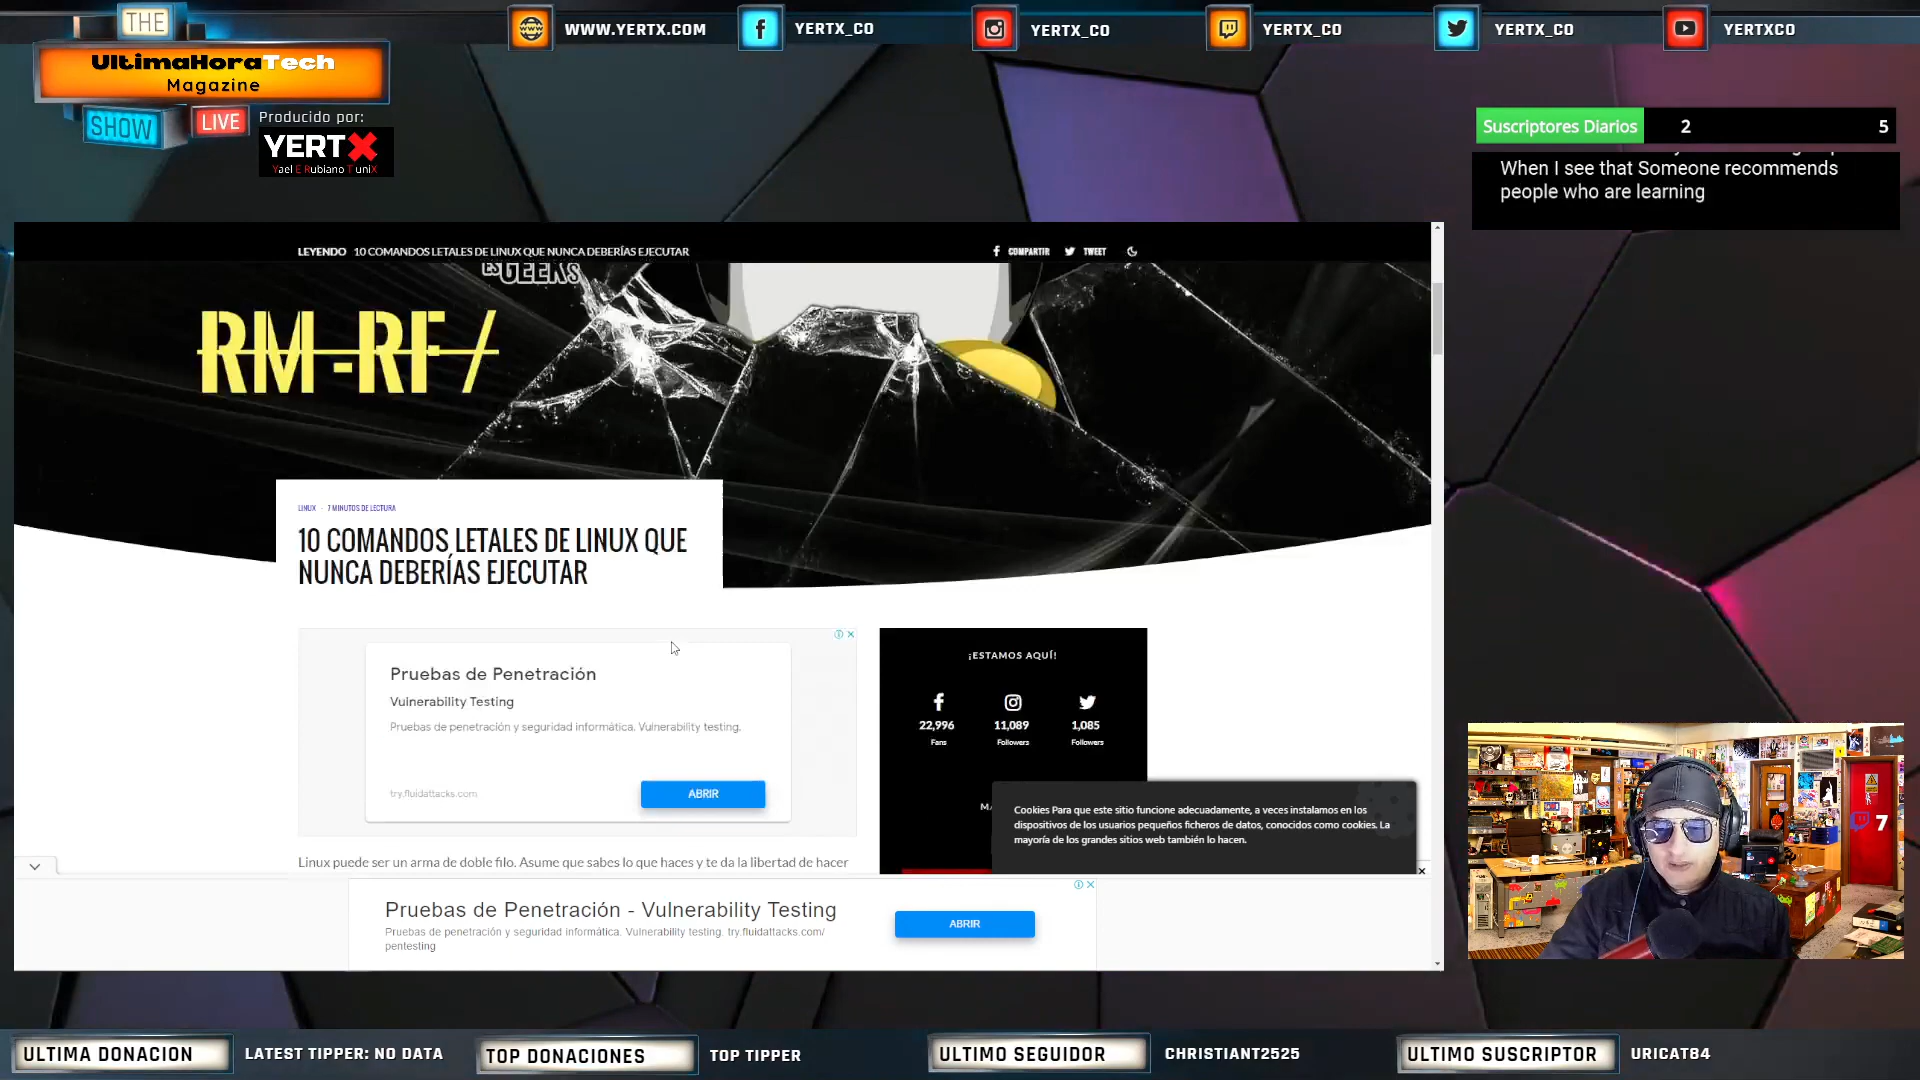 THE
UltimaHoraTech
Magazine
SHOW
LIVE
Producido por:
YERTX
Yael E Rubiano TuniX
WWW.YERTX.COM
YERTX_CO
YERTX_CO
YERTX_CO
YERTX_CO
YERTXCO
Suscriptores Diarios 2 5
When I see that Someone recommends
people who are learning
LEYENDO 10 COMANDOS LETALES DE LINUX QUE NUNCA DEBERÍAS EJECUTAR
COMPARTIR TWEET
ESGEEKS
RM -RF /
LINUX - 7 MINUTOS DE LECTURA
10 COMANDOS LETALES DE LINUX QUE
NUNCA DEBERÍAS EJECUTAR
Pruebas de Penetración
Vulnerability Testing
Pruebas de penetración y seguridad informática. Vulnerability testing.
try.fluidattacks.com
ABRIR
¡ESTAMOS AQUÍ!
22,996 11,089 1,085
Fans Followers Followers
Cookies Para que este sitio funcione adecuadamente, a veces instalamos en los
dispositivos de los usuarios pequeños ficheros de datos, conocidos como cookies. La
mayoría de los grandes sitios web también lo hacen.
Linux puede ser un arma de doble filo. Asume que sabes lo que haces y te da la libertad de hacer
Pruebas de Penetración - Vulnerability Testing
Pruebas de penetración y seguridad informática. Vulnerability testing. try.fluidattacks.com/
pentesting
ABRIR
7
ULTIMA DONACION LATEST TIPPER: NO DATA
TOP DONACIONES TOP TIPPER
ULTIMO SEGUIDOR CHRISTIANT2525
ULTIMO SUSCRIPTOR URICAT84